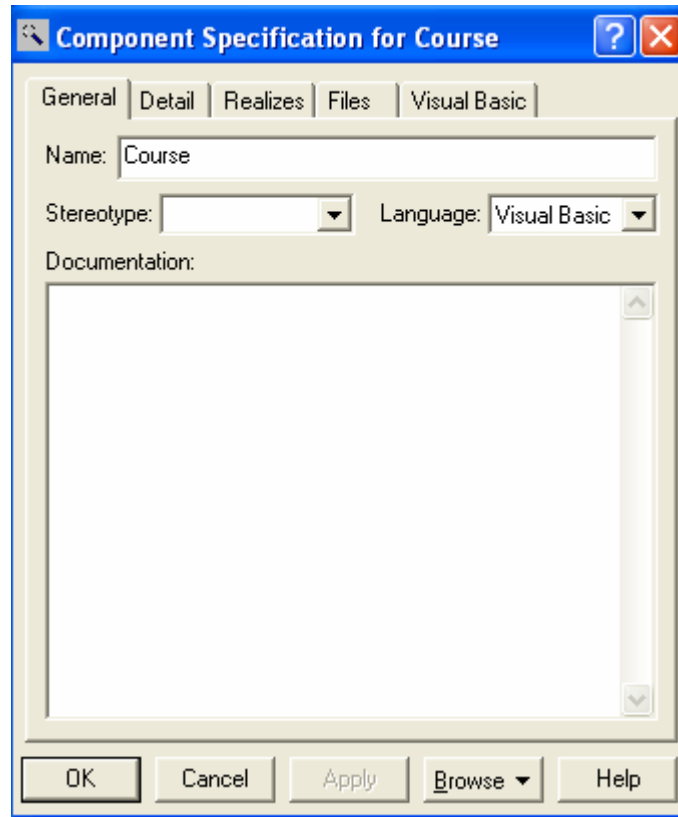 Component Specification for Course
General Detail Realizes Files Visual Basic
Name: Course
Stereotype: Language: Visual Basic
Documentation:
OK Cancel Apply Browse Help